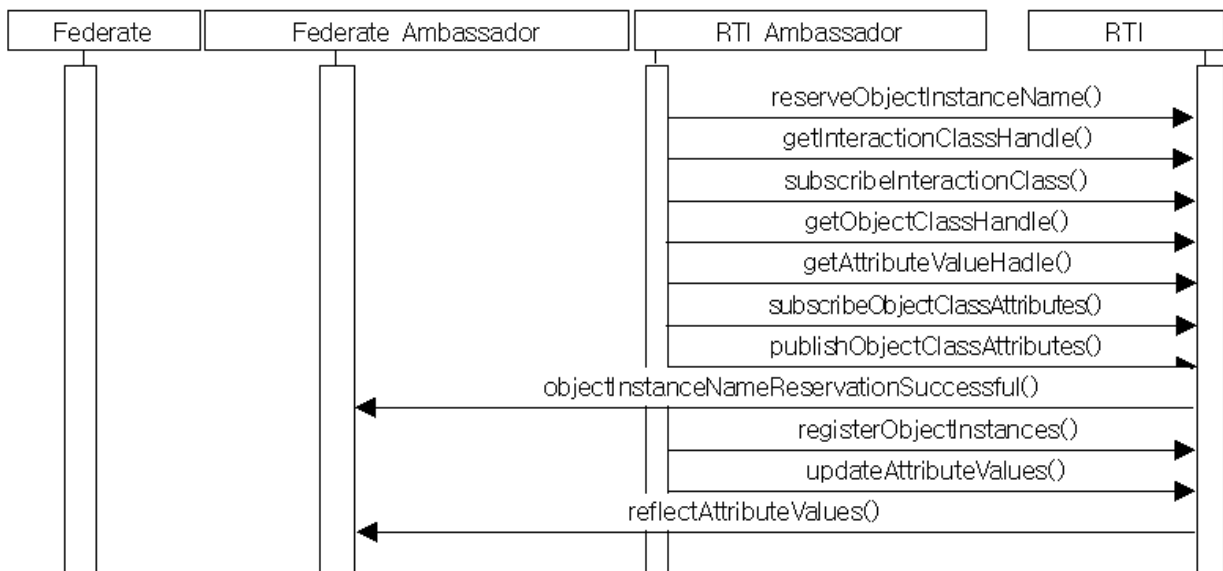 Federate Federate Ambassador RTI Ambassador RTI
reserveObjectInstanceName()
getInteractionClassHandle()
subscribeInteractionClass()
getObjectClassHandle()
getAttributeValueHadle()
subscribeObjectClassAttributes()
publishObjectClassAttributes()
objectInstanceNameReservationSuccessful()
registerObjectInstances()
updateAttributeValues()
reflectAttributeValues()